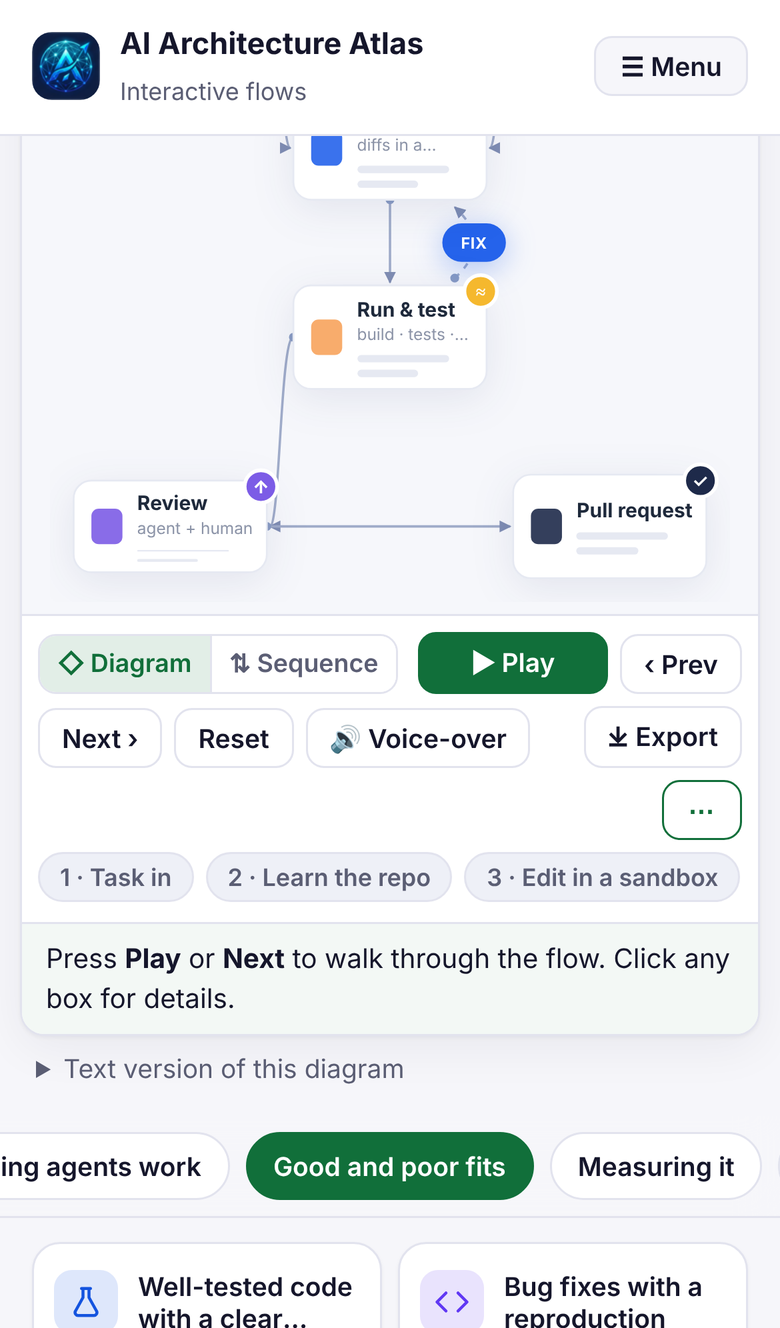 AI Architecture Atlas
Interactive flows
☰ Menu
diffs in a...
FIX
Run & test
≈
build · tests ·...
Review
agent + human
Pull request
◇ Diagram
⇅ Sequence
▶ Play
‹ Prev
Next ›
Reset
🔊 Voice-over
Export
...
1 · Task in
2 · Learn the repo
3 · Edit in a sandbox
Press Play or Next to walk through the flow. Click any
box for details.
▶ Text version of this diagram
ing agents work
Good and poor fits
Measuring it
Well-tested code
with a clear...
Bug fixes with a
reproduction